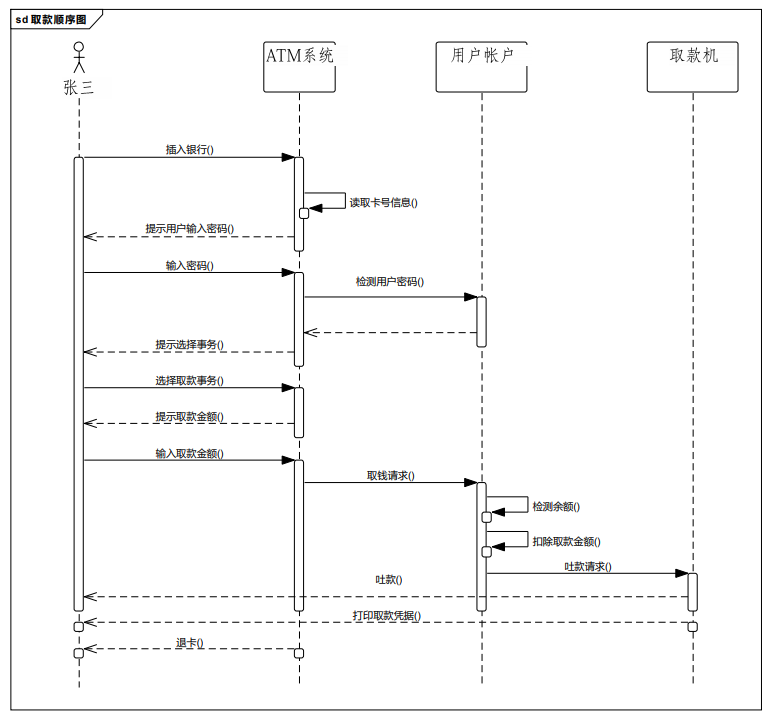 sd 取款顺序图
张三
ATM系统
用户帐户
取款机
插入银行()
读取卡号信息()
提示用户输入密码()
输入密码()
检测用户密码()
提示选择事务()
选择取款事务()
提示取款金额()
输入取款金额()
取钱请求()
检测余额()
扣除取款金额()
吐款请求()
吐款()
打印取款凭据()
退卡()